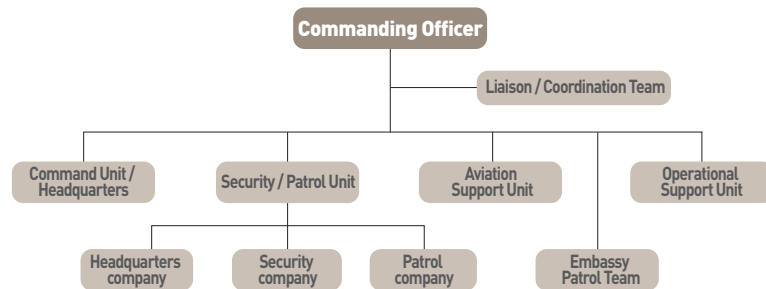 Commanding Officer
Liaison / Coordination Team
Command Unit /
Headquarters
Security / Patrol Unit
Aviation
Support Unit
Operational
Support Unit
Headquarters
company
Security
company
Patrol
company
Embassy
Patrol Team